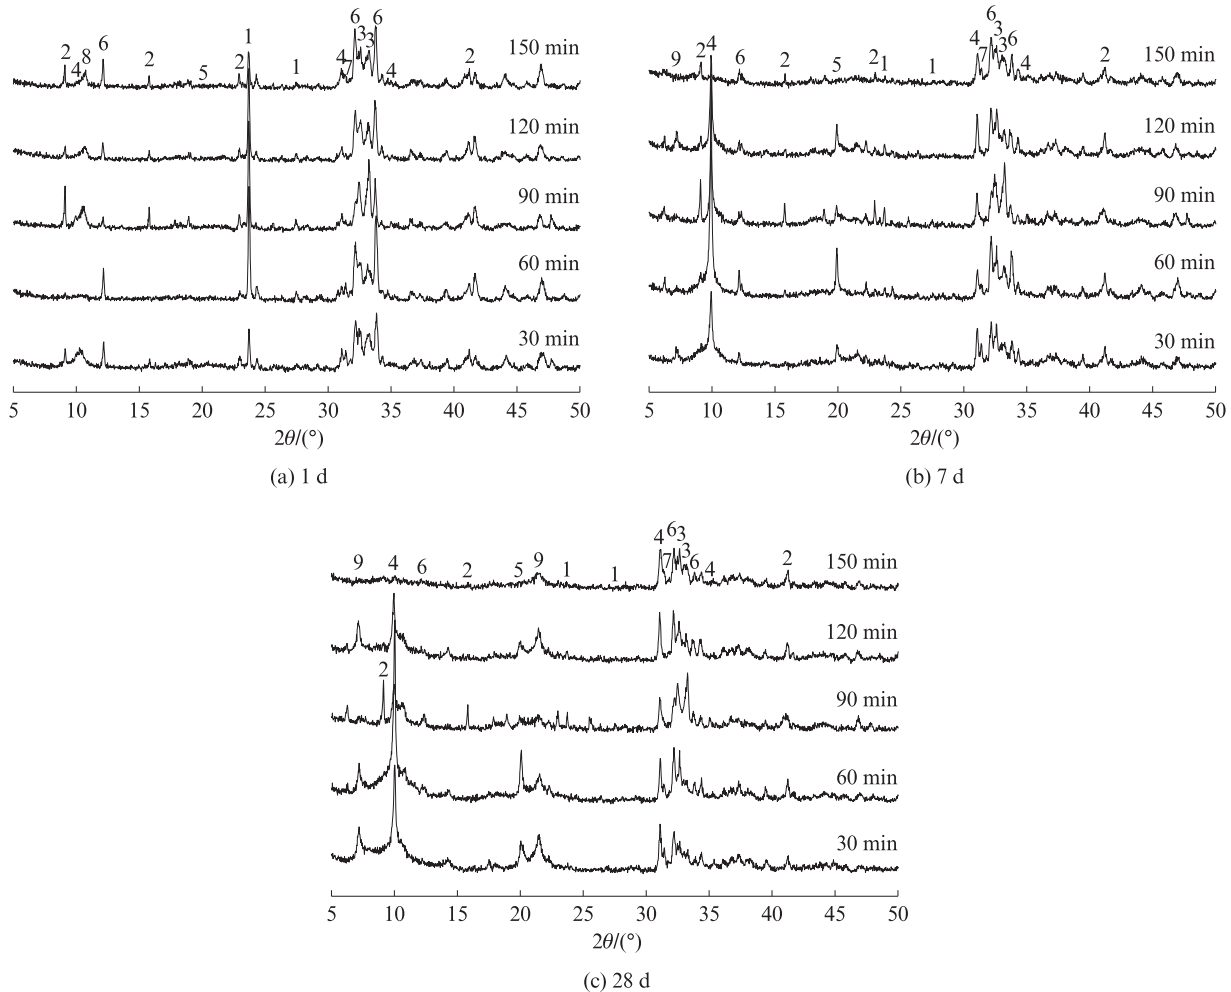 6 6
1 3
2 8 6 2 2 3 4 2 150 min
4 5 1 7 4
120 min
90 min
60 min
30 min
5 10 15 20 25 30 35 40 45 50
2θ/(°)
(a) 1 d
6
4 4 3 6
9 2 6 2 5 2 1 1 7 3 4 2 150 min
120 min
90 min
60 min
30 min
5 10 15 20 25 30 35 40 45 50
2θ/(°)
(b) 7 d
4 6 3
9 4 6 2 5 9 1 1 7 3 6 4 2 150 min
120 min
2 90 min
60 min
30 min
5 10 15 20 25 30 35 40 45 50
2θ/(°)
(c) 28 d